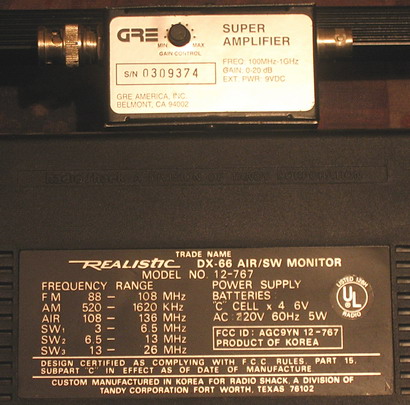 GRE
MIN MAX
GAIN CONTROL
SUPER
AMPLIFIER
FREQ: 100MHz-1GHz
GAIN: 0-20 dB
EXT. PWR: 9VDC
S/N 0309374
GRE AMERICA, INC.
BELMONT, CA 94002
TRADE NAME
REALISTIC DX-66 AIR/SW MONITOR
MODEL NO. 12-767
FREQUENCY RANGE
FM 88 - 108 MHz
AM 520 - 1620 KHz
AIR 108 - 136 MHz
SW1 3 - 6.5 MHz
SW2 6.5 - 13 MHz
SW3 13 - 26 MHz
POWER SUPPLY
BATTERIES :
"C" CELL x 4 6V
AC : 220V 60Hz 5W
FCC ID : AGC9YN 12-767
PRODUCT OF KOREA
UL
RADIO
DESIGN CERTIFIED AS COMPLYING WITH F.C.C. RULES, PART 15,
SUBPART "C" IN EFFECT AS OF DATE OF MANUFACTURE
CUSTOM MANUFACTURED IN KOREA FOR RADIO SHACK, A DIVISION OF
TANDY CORPORATION FORT WORTH, TEXAS 76102